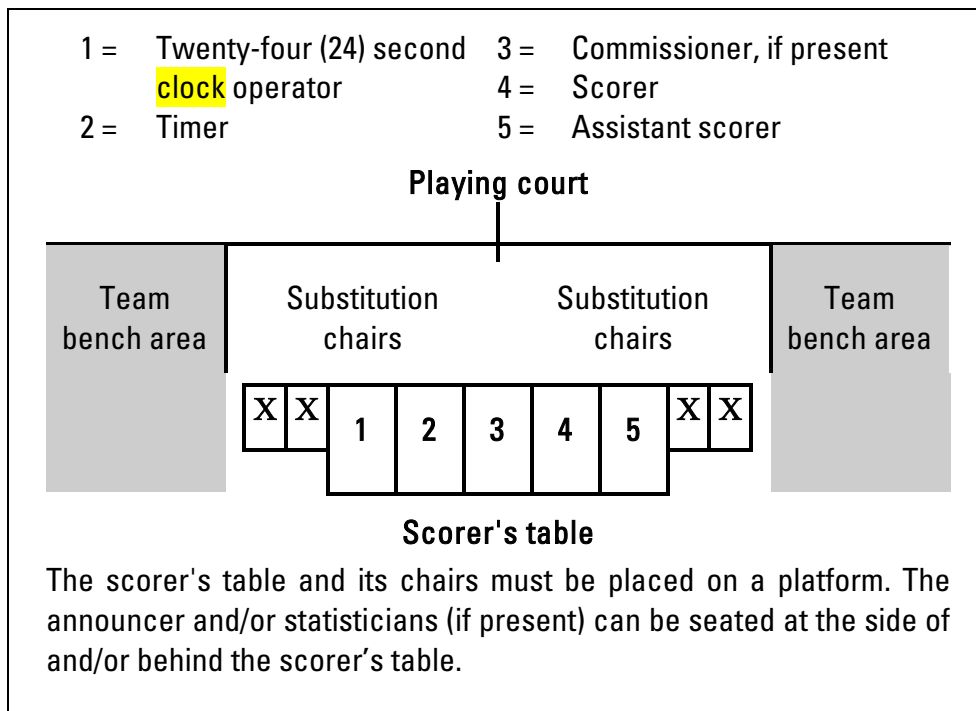 1 = Twenty-four (24) second
clock operator
2 = Timer
3 = Commissioner, if present
4 = Scorer
5 = Assistant scorer
Playing court
Team
bench area
Substitution
chairs
Substitution
chairs
Team
bench area
X X 1 2 3 4 5 X X
Scorer's table
The scorer's table and its chairs must be placed on a platform. The
announcer and/or statisticians (if present) can be seated at the side of
and/or behind the scorer’s table.